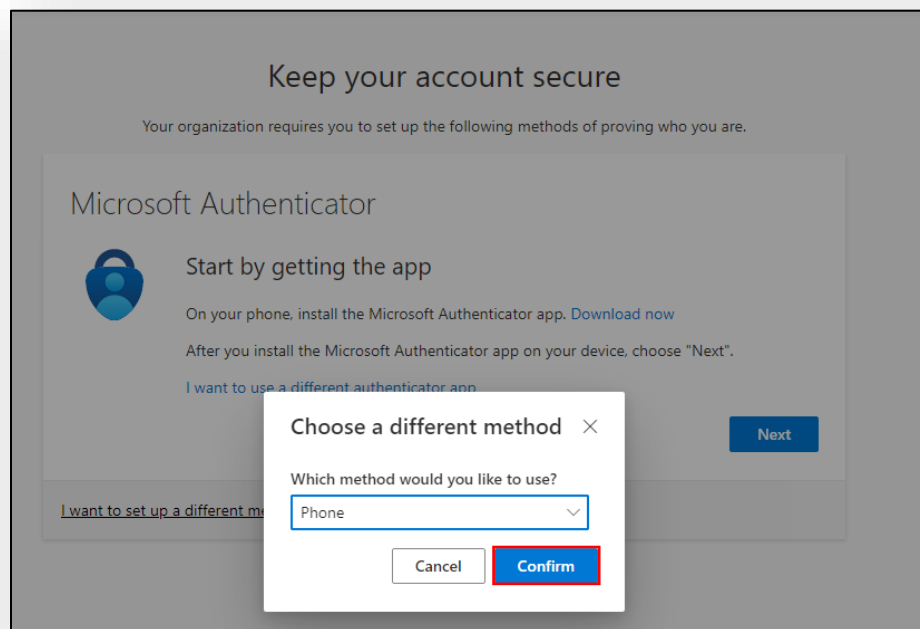 Keep your account secure
Your organization requires you to set up the following methods of proving who you are.
Microsoft Authenticator
Start by getting the app
On your phone, install the Microsoft Authenticator app. Download now
After you install the Microsoft Authenticator app on your device, choose "Next".
I want to use a different authenticator app
Next
I want to set up a different me
Choose a different method
Which method would you like to use?
Phone
Cancel
Confirm